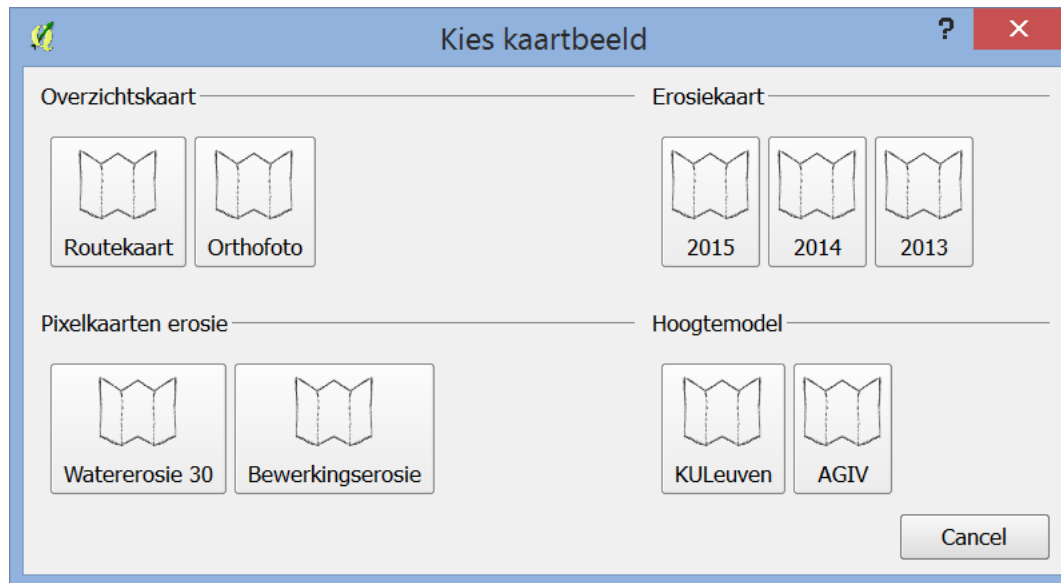 Kies kaartbeeld
?
Overzichtskaart
Routekaart
Orthofoto
Erosiekaart
2015
2014
2013
Pixelkaarten erosie
Watererosie 30
Bewerkingserosie
Hoogtemodel
KULeuven
AGIV
Cancel